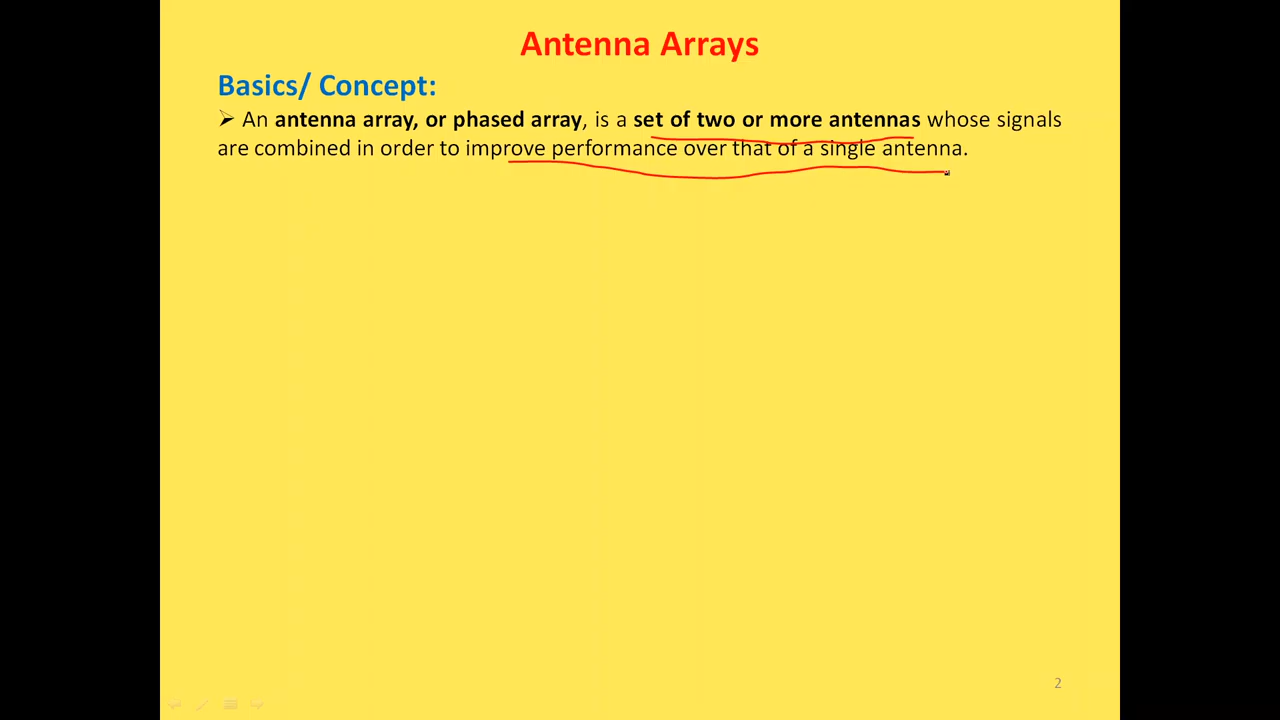 Antenna Arrays
Basics/ Concept:
➢ An antenna array, or phased array, is a set of two or more antennas whose signals
are combined in order to improve performance over that of a single antenna.
2